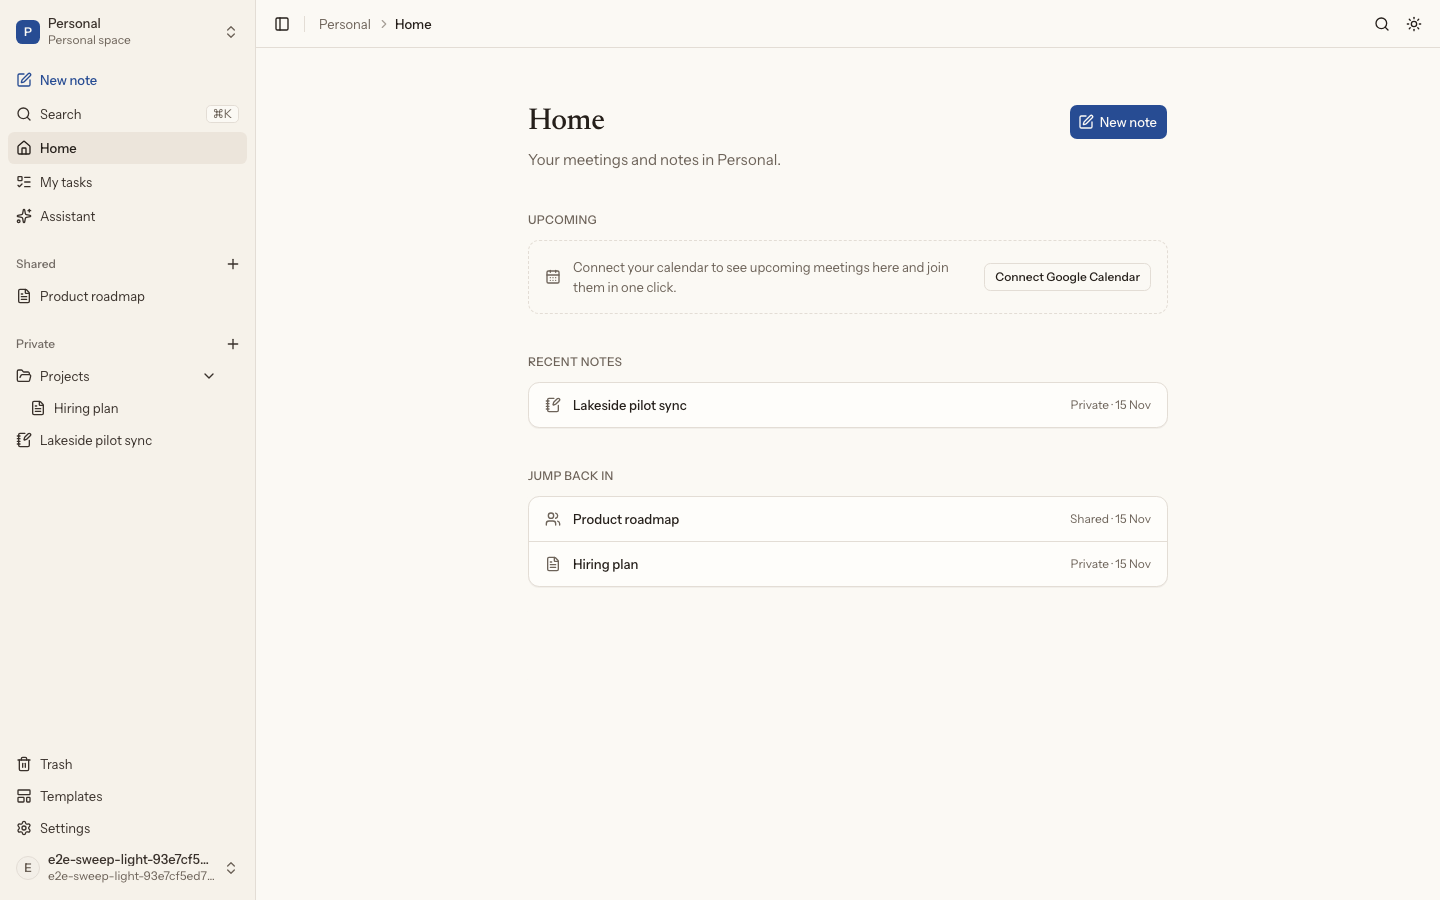 P
Personal
Personal space
New note
Search
⌘K
Home
My tasks
Assistant
Shared
Product roadmap
Private
Projects
Hiring plan
Lakeside pilot sync
Trash
Templates
Settings
E
e2e-sweep-light-93e7cf5...
e2e-sweep-light-93e7cf5ed7...
Personal
Home
Home
New note
Your meetings and notes in Personal.
UPCOMING
Connect your calendar to see upcoming meetings here and join
them in one click.
Connect Google Calendar
RECENT NOTES
Lakeside pilot sync
Private · 15 Nov
JUMP BACK IN
Product roadmap
Shared · 15 Nov
Hiring plan
Private · 15 Nov